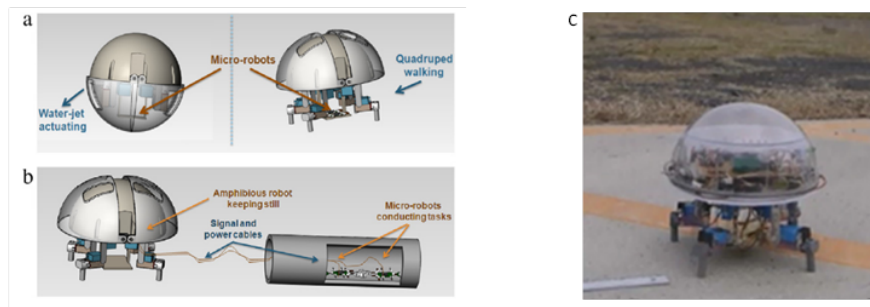 a
Micro-robots
Quadruped
walking
Water-jet
actuating
b
Amphibious robot
keeping still
Signal and
power cables
Micro-robots
conducting tasks
c